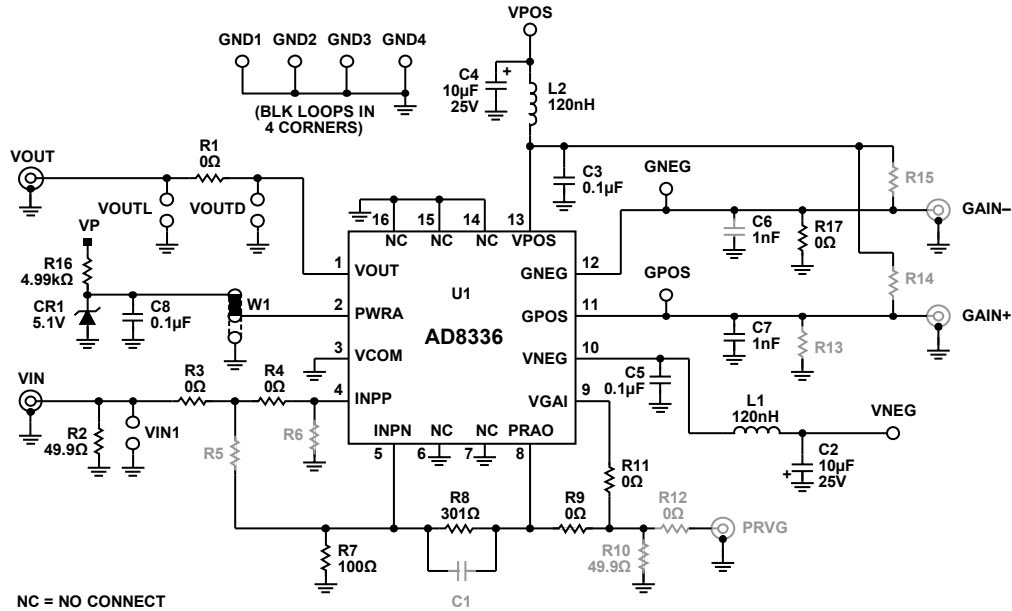 VPOS
GND1 GND2 GND3 GND4
C4
10µF
25V
+
L2
120nH
(BLK LOOPS IN
4 CORNERS)
VOUT
R1
0Ω
VOUTL
VOUTD
C3
0.1µF
GNEG
R15
GAIN–
C6
1nF
R17
0Ω
VP
R16
4.99kΩ
CR1
5.1V
C8
0.1µF
W1
16 15 14 13
NC NC NC VPOS
1 VOUT
2 PWRA
3 VCOM
4 INPP
U1
AD8336
GNEG 12
GPOS 11
VNEG 10
VGAI 9
INPN NC NC PRAO
5 6 7 8
GPOS
R14
GAIN+
C7
1nF
R13
C5
0.1µF
L1
120nH
VNEG
C2
10µF
25V
+
VIN
R3
0Ω
R4
0Ω
R2
49.9Ω
VIN1
R5
R6
R11
0Ω
R8
301Ω
R9
0Ω
R12
0Ω
PRVG
R7
100Ω
R10
49.9Ω
C1
NC = NO CONNECT